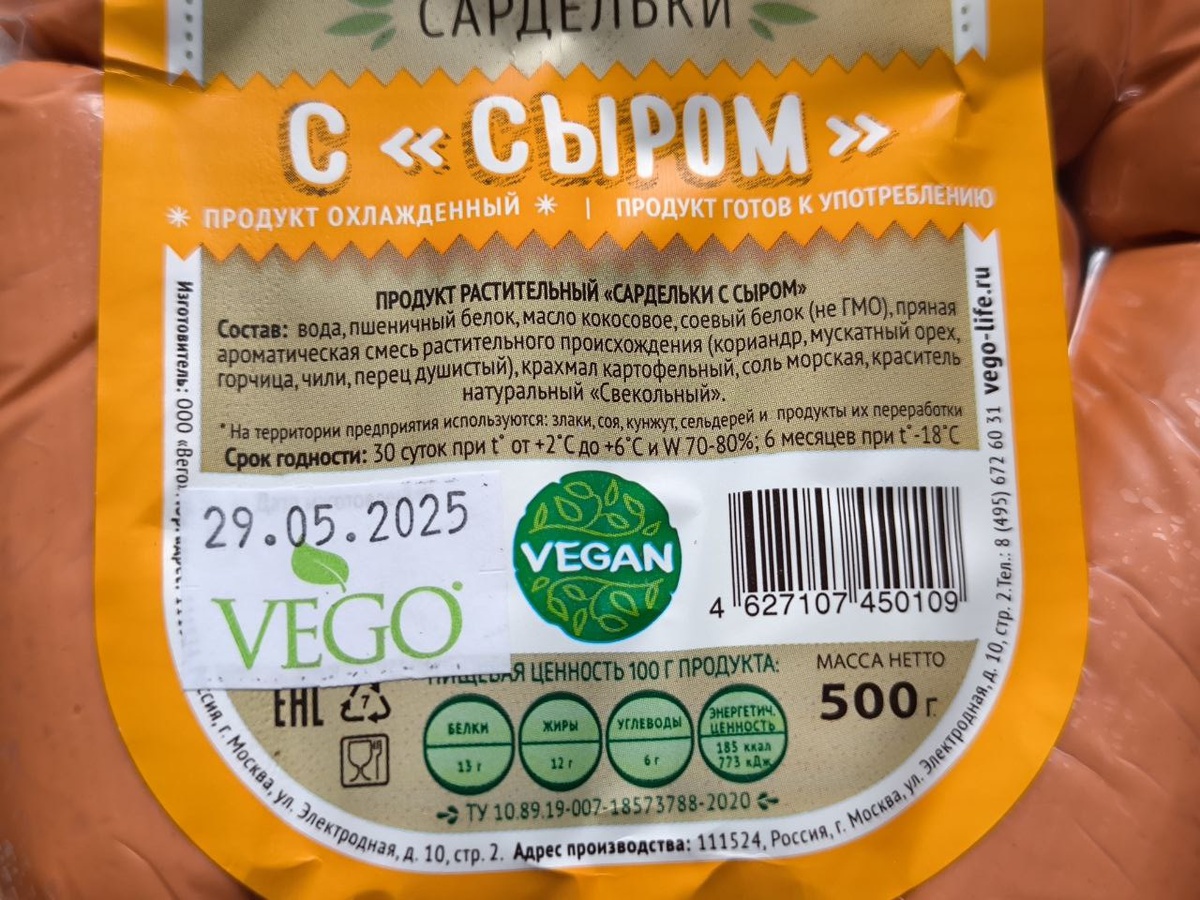 САРДЕЛЬКИ
С «СЫРОМ»
ПРОДУКТ ОХЛАЖДЕННЫЙ | ПРОДУКТ ГОТОВ К УПОТРЕБЛЕНИЮ
ПРОДУКТ РАСТИТЕЛЬНЫЙ «САРДЕЛЬКИ С СЫРОМ»
Состав: вода, пшеничный белок, масло кокосовое, соевый белок (не ГМО), пряная
ароматическая смесь растительного происхождения (кориандр, мускатный орех,
горчица, чили, перец душистый), крахмал картофельный, соль морская, краситель
натуральный «Свекольный».
*На территории предприятия используются: злаки, соя, кунжут, сельдерей и продукты их переработки
Срок годности: 30 суток при t° от +2°C до +6°C и W 70-80%; 6 месяцев при t°-18°C
29.05.2025
VEGO
VEGAN
4 627107 450109
ПИЩЕВАЯ ЦЕННОСТЬ 100 Г ПРОДУКТА:
МАССА НЕТТО
500 г.
EAC
7
БЕЛКИ
13 г
ЖИРЫ
12 г
УГЛЕВОДЫ
6 г
ЭНЕРГЕТИЧ.
ЦЕННОСТЬ
185 ккал
773 кДж
ТУ 10.89.19-007-18573788-2020
Изготовитель: ООО
г. Москва, ул. Электродная, д. 10, стр. 2. Адрес производства: 111524, Россия, г. Москва, ул. Электродная, д. 10, стр. 2. Тел.: 8 (495) 672 60 31 vego-life.ru